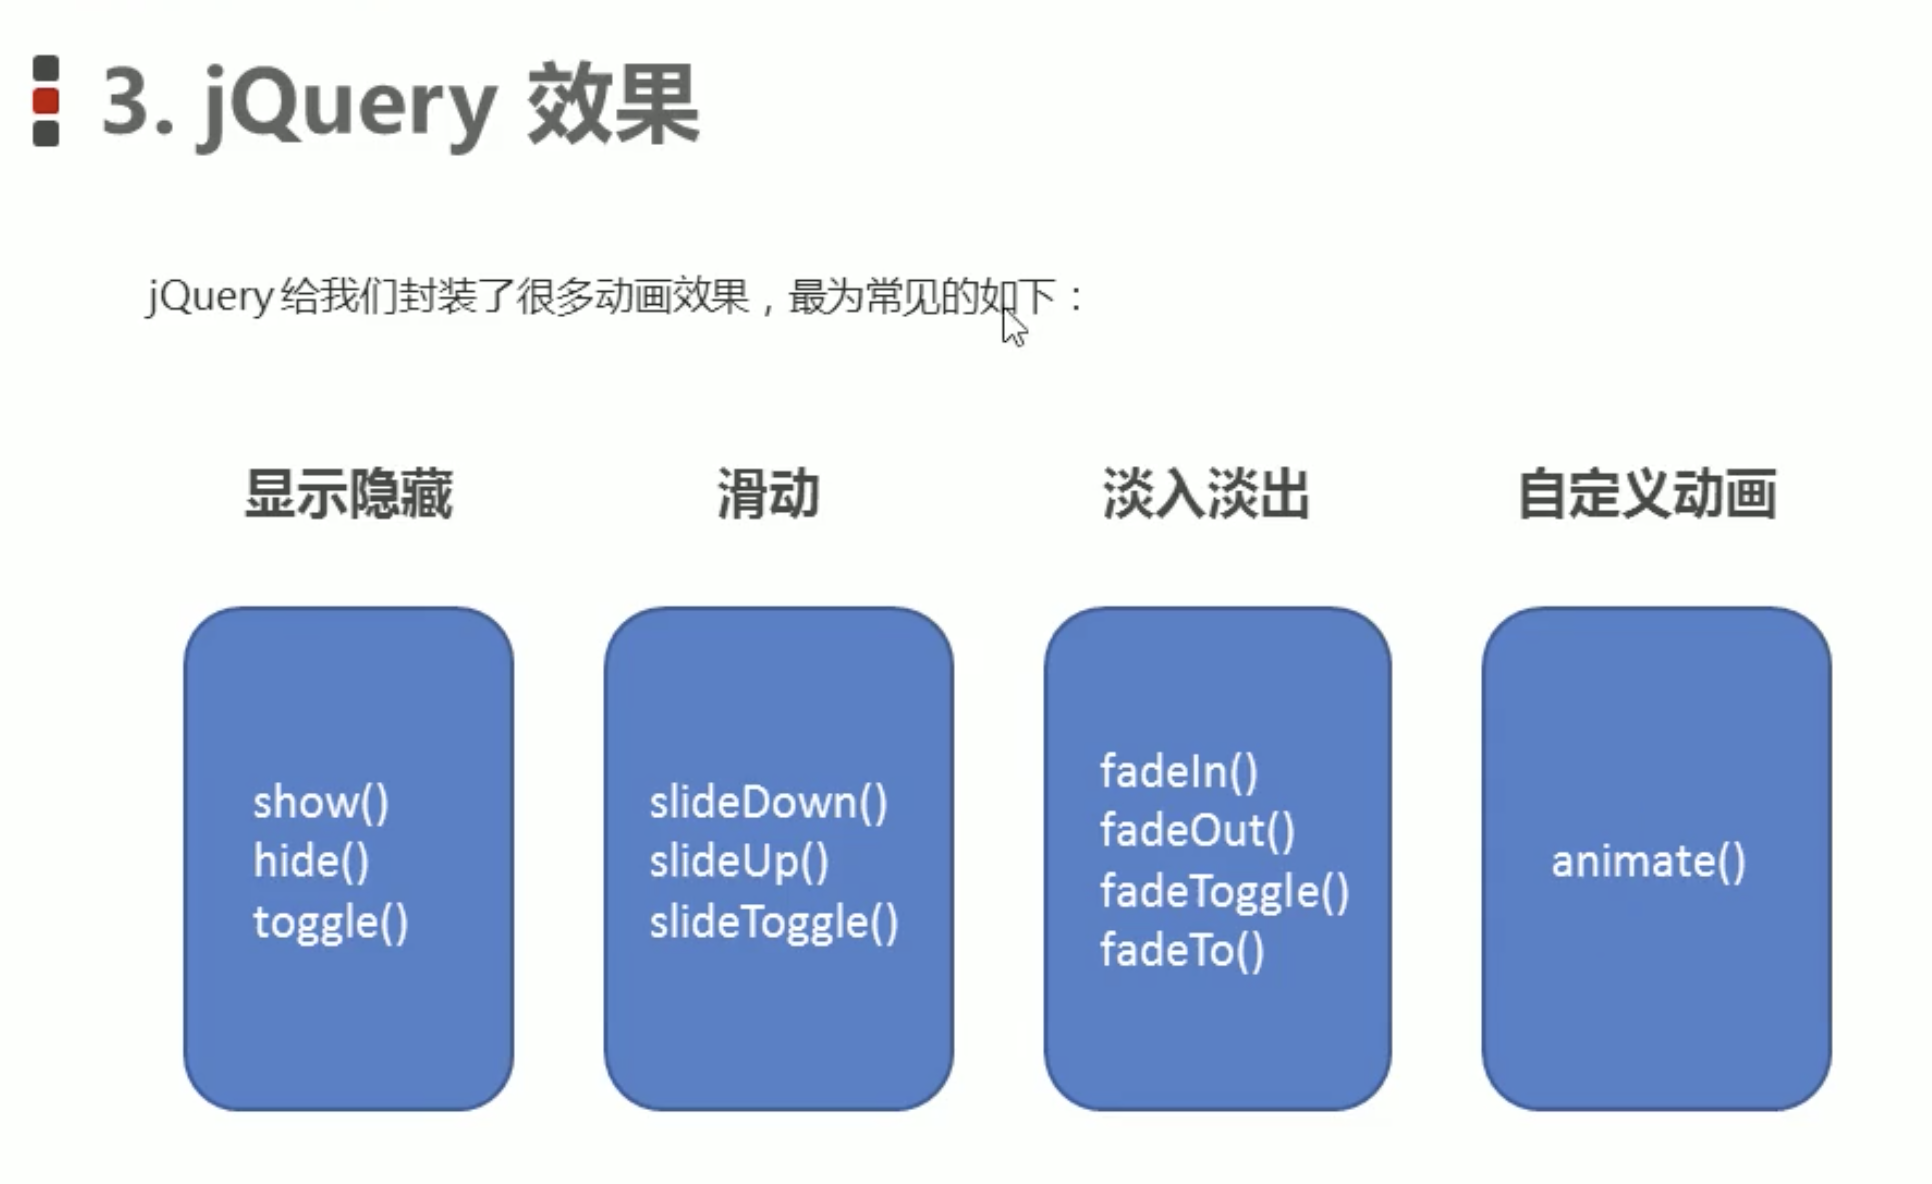 3. jQuery 效果
jQuery 给我们封装了很多动画效果，最为常见的如下：
显示隐藏
show()
hide()
toggle()
滑动
slideDown()
slideUp()
slideToggle()
淡入淡出
fadeIn()
fadeOut()
fadeToggle()
fadeTo()
自定义动画
animate()